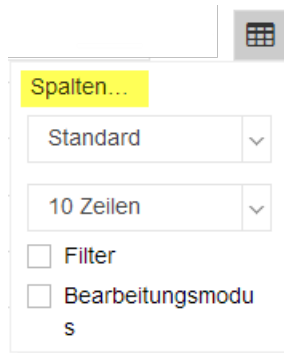 Spalten...
Standard
10 Zeilen
Filter
Bearbeitungsmodu
s